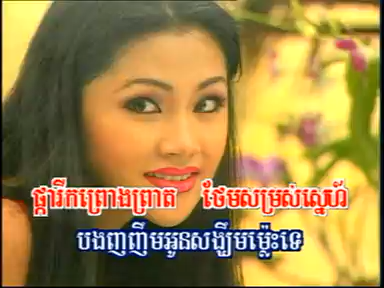 ផ្ការីកព្រោងព្រាត ថែមសម្រស់ស្នេហ៍
បងញញឹមអូនសង្ឃឹមម្ល៉េះទេ